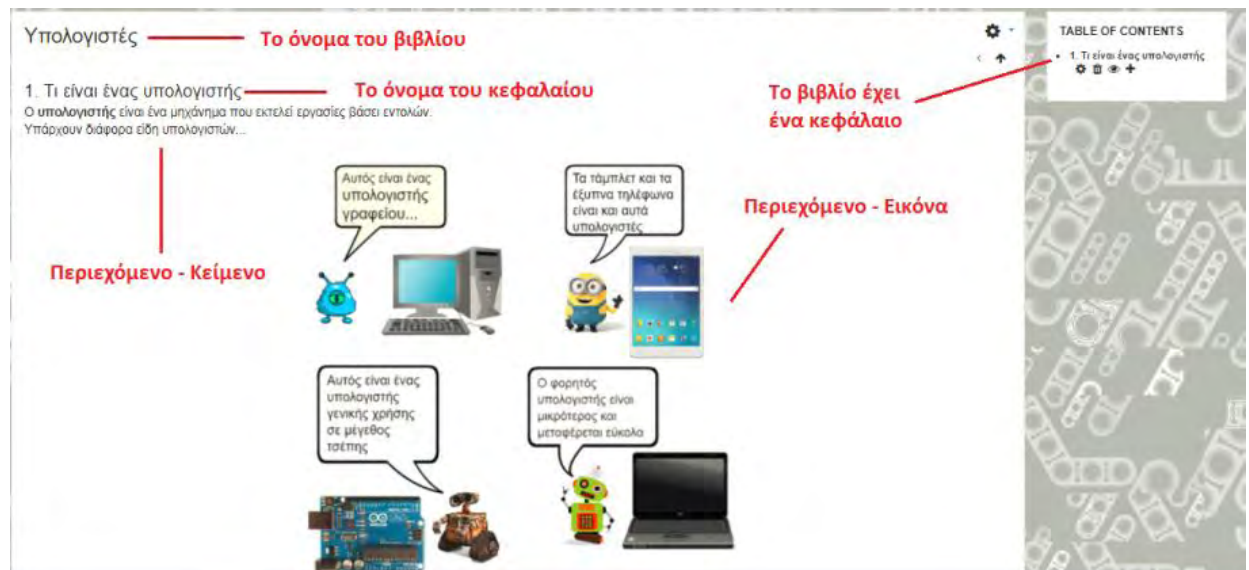 Υπολογιστές
Το όνομα του βιβλίου
TABLE OF CONTENTS
1. Τι είναι ένας υπολογιστής
1. Τι είναι ένας υπολογιστής
Το όνομα του κεφαλαίου
Ο υπολογιστής είναι ένα μηχάνημα που εκτελεί εργασίες βάσει εντολών.
Υπάρχουν διάφορα είδη υπολογιστών...
Το βιβλίο έχει
ένα κεφάλαιο
Αυτός είναι ένας
υπολογιστής
γραφείου...
Τα τάμπλετ και τα
έξυπνα τηλέφωνα
είναι και αυτά
υπολογιστές
Περιεχόμενο - Εικόνα
Περιεχόμενο - Κείμενο
Αυτός είναι ένας
υπολογιστής
γενικής χρήσης
σε μέγεθος
τσέπης
Ο φορητός
υπολογιστής είναι
μικρότερος και
μεταφέρεται εύκολα